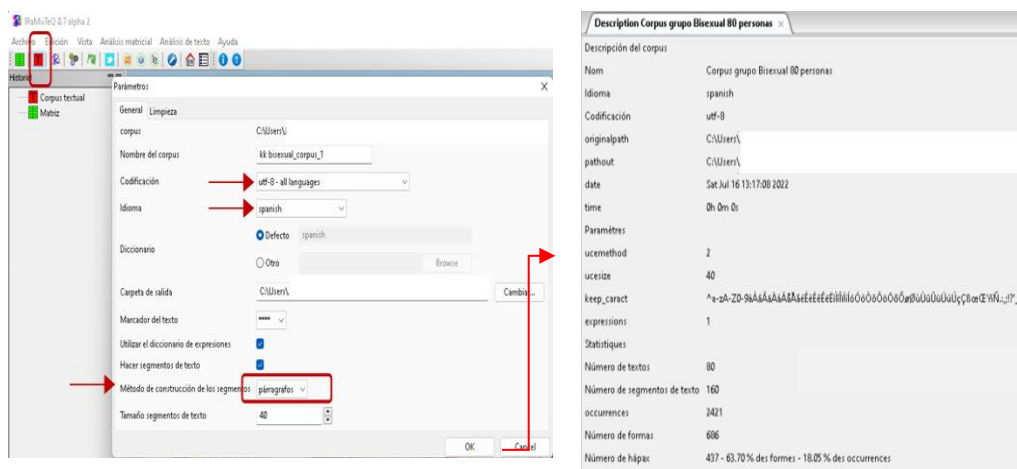 IRaMuTeQ 0.7 alpha 2
Archivo Edición Vista Análisis matricial Análisis de texto Ayuda
Historial
Corpus textual
Matriz
Parámetros X
General Limpieza
corpus C:\Users\J
Nombre del corpus kk bisexual_corpus_1
Codificación utf-8 - all languages
Idioma spanish
Diccionario
Defecto spanish
Otro Browse
Carpeta de salida C:\Users\ Cambiar...
Marcador del texto ****
Utilizar el diccionario de expresiones
Hacer segmentos de texto
Método de construcción de los segmentos párragrafos
Tamaño segmentos de texto 40
OK Cancel
Description Corpus grupo Bisexual 80 personas
Descripción del corpus
Nom Corpus grupo Bisexual 80 personas
Idioma spanish
Codificación utf-8
originalpath C:\Users\
pathout C:\Users\
date Sat Jul 16 13:17:08 2022
time 0h 0m 0s
Paramètres
ucemethod 2
ucesize 40
keep_caract
expressions 1
Statistiques
Número de textos 80
Número de segmentos de texto 160
occurrences 2421
Número de formas 686
Número de hápax 437 - 63.70 % des formes - 18.05 % des occurrences